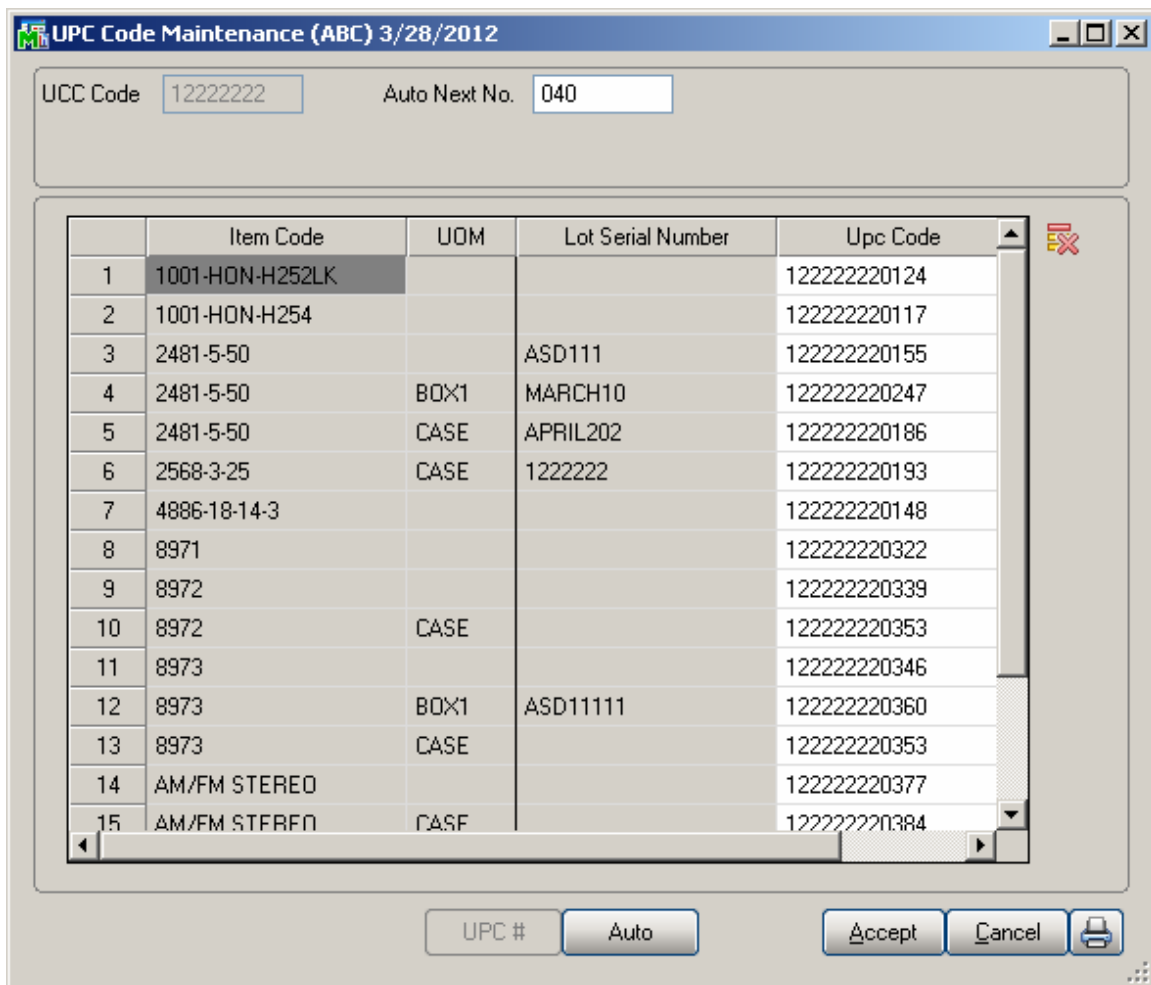 UPC Code Maintenance (ABC) 3/28/2012
UCC Code 12222222 Auto Next No. 040
Item Code UOM Lot Serial Number Upc Code
1 1001-HON-H252LK 122222220124
2 1001-HON-H254 122222220117
3 2481-5-50 ASD111 122222220155
4 2481-5-50 BOX1 MARCH10 122222220247
5 2481-5-50 CASE APRIL202 122222220186
6 2568-3-25 CASE 1222222 122222220193
7 4886-18-14-3 122222220148
8 8971 122222220322
9 8972 122222220339
10 8972 CASE 122222220353
11 8973 122222220346
12 8973 BOX1 ASD11111 122222220360
13 8973 CASE 122222220353
14 AM/FM STEREO 122222220377
15 AM/FM STEREO CASE 122222220384
UPC # Auto Accept Cancel